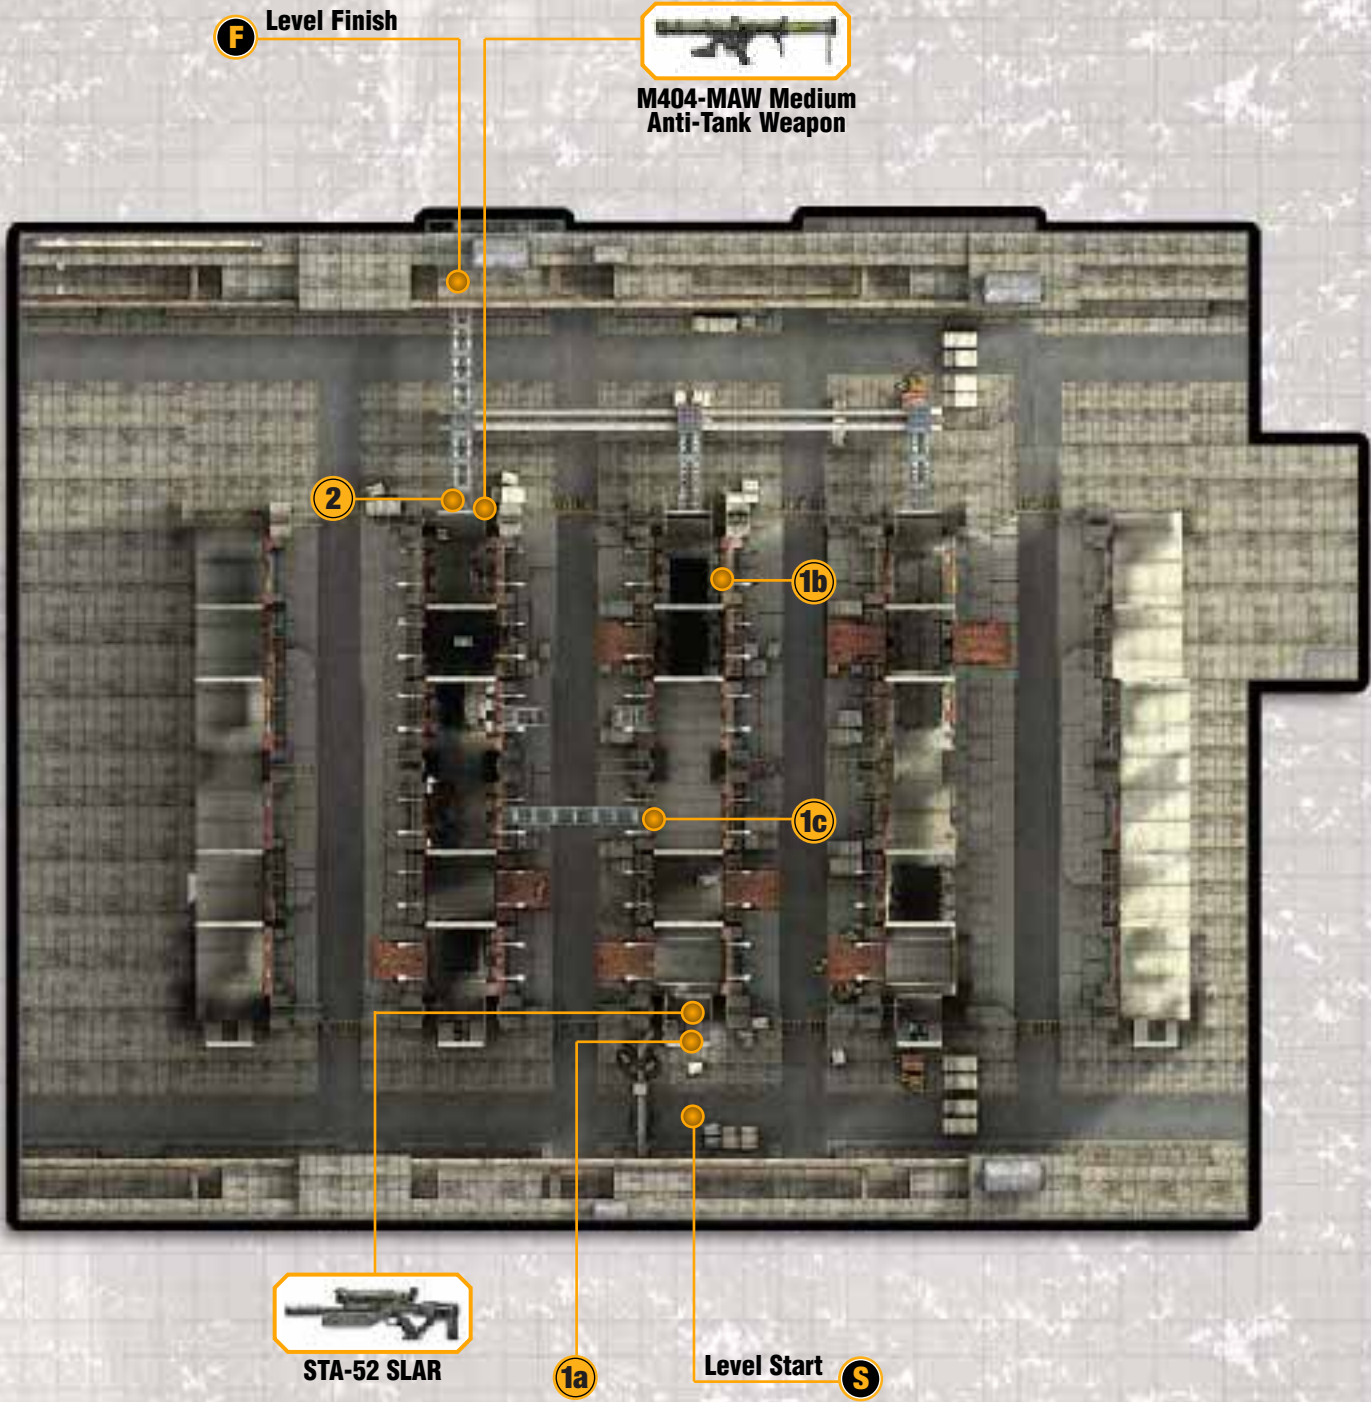 F
Level Finish
M404-MAW Medium
Anti-Tank Weapon
2
1b
1c
STA-52 SLAR
1a
Level Start
S